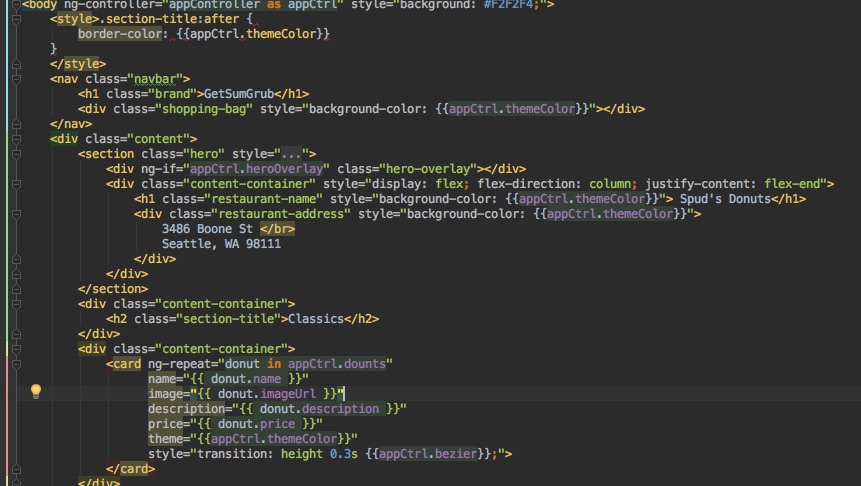 <body ng-controller="appController as appCtrl" style="background: #F2F2F4;">
<style>.section-title:after {
border-color: {{appCtrl.themeColor}}
}
</style>
<nav class="navbar">
<h1 class="brand">GetSumGrub</h1>
<div class="shopping-bag" style="background-color: {{appCtrl.themeColor}}"></div>
</nav>
<div class="content">
<section class="hero" style="...">
<div ng-if="appCtrl.heroOverlay" class="hero-overlay"></div>
<div class="content-container" style="display: flex; flex-direction: column; justify-content: flex-end">
<h1 class="restaurant-name" style="background-color: {{appCtrl.themeColor}}"> Spud's Donuts</h1>
<div class="restaurant-address" style="background-color: {{appCtrl.themeColor}}">
3486 Boone St </br>
Seattle, WA 98111
</div>
</div>
</section>
<div class="content-container">
<h2 class="section-title">Classics</h2>
</div>
<div class="content-container">
<card ng-repeat="donut in appCtrl.dounts"
name="{{ donut.name }}"
image="{{ donut.imageUrl }}"
description="{{ donut.description }}"
price="{{ donut.price }}"
theme="{{appCtrl.themeColor}}"
style="transition: height 0.3s {{appCtrl.bezier}};">
</card>
</div>